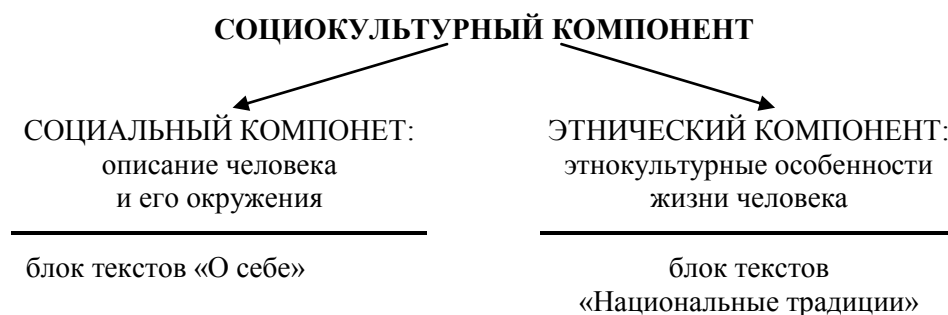 СОЦИОКУЛЬТУРНЫЙ КОМПОНЕНТ
СОЦИАЛЬНЫЙ КОМПОНЕТ:
описание человека
и его окружения
блок текстов «О себе»
ЭТНИЧЕСКИЙ КОМПОНЕНТ:
этнокультурные особенности
жизни человека
блок текстов
«Национальные традиции»